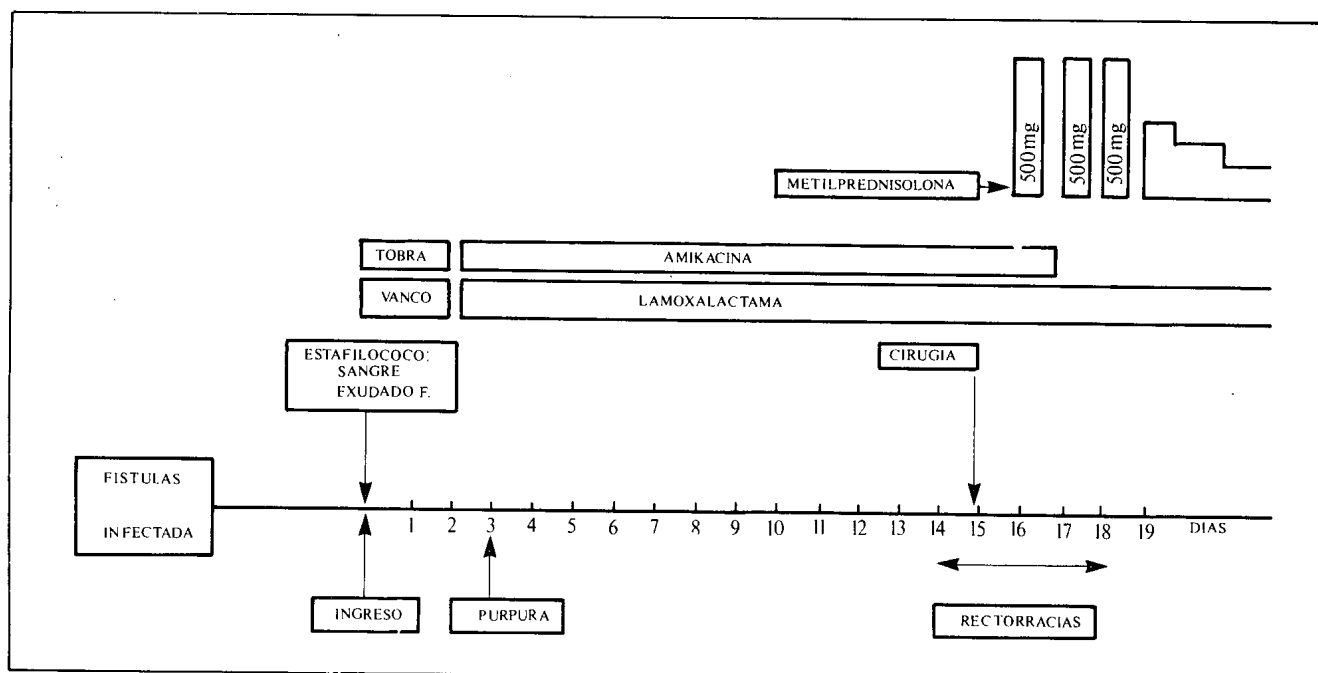 500 mg
500 mg
500 mg
METILPREDNISOLONA
TOBRA
AMIKACINA
VANCO
LAMOXALACTAMA
ESTAFILOCOCO:
SANGRE
EXUDADO F.
CIRUGIA
FISTULAS
INFECTADA
1 2 3 4 5 6 7 8 9 10 11 12 13 14 15 16 17 18 19 DIAS
INGRESO
PURPURA
RECTORRACIAS